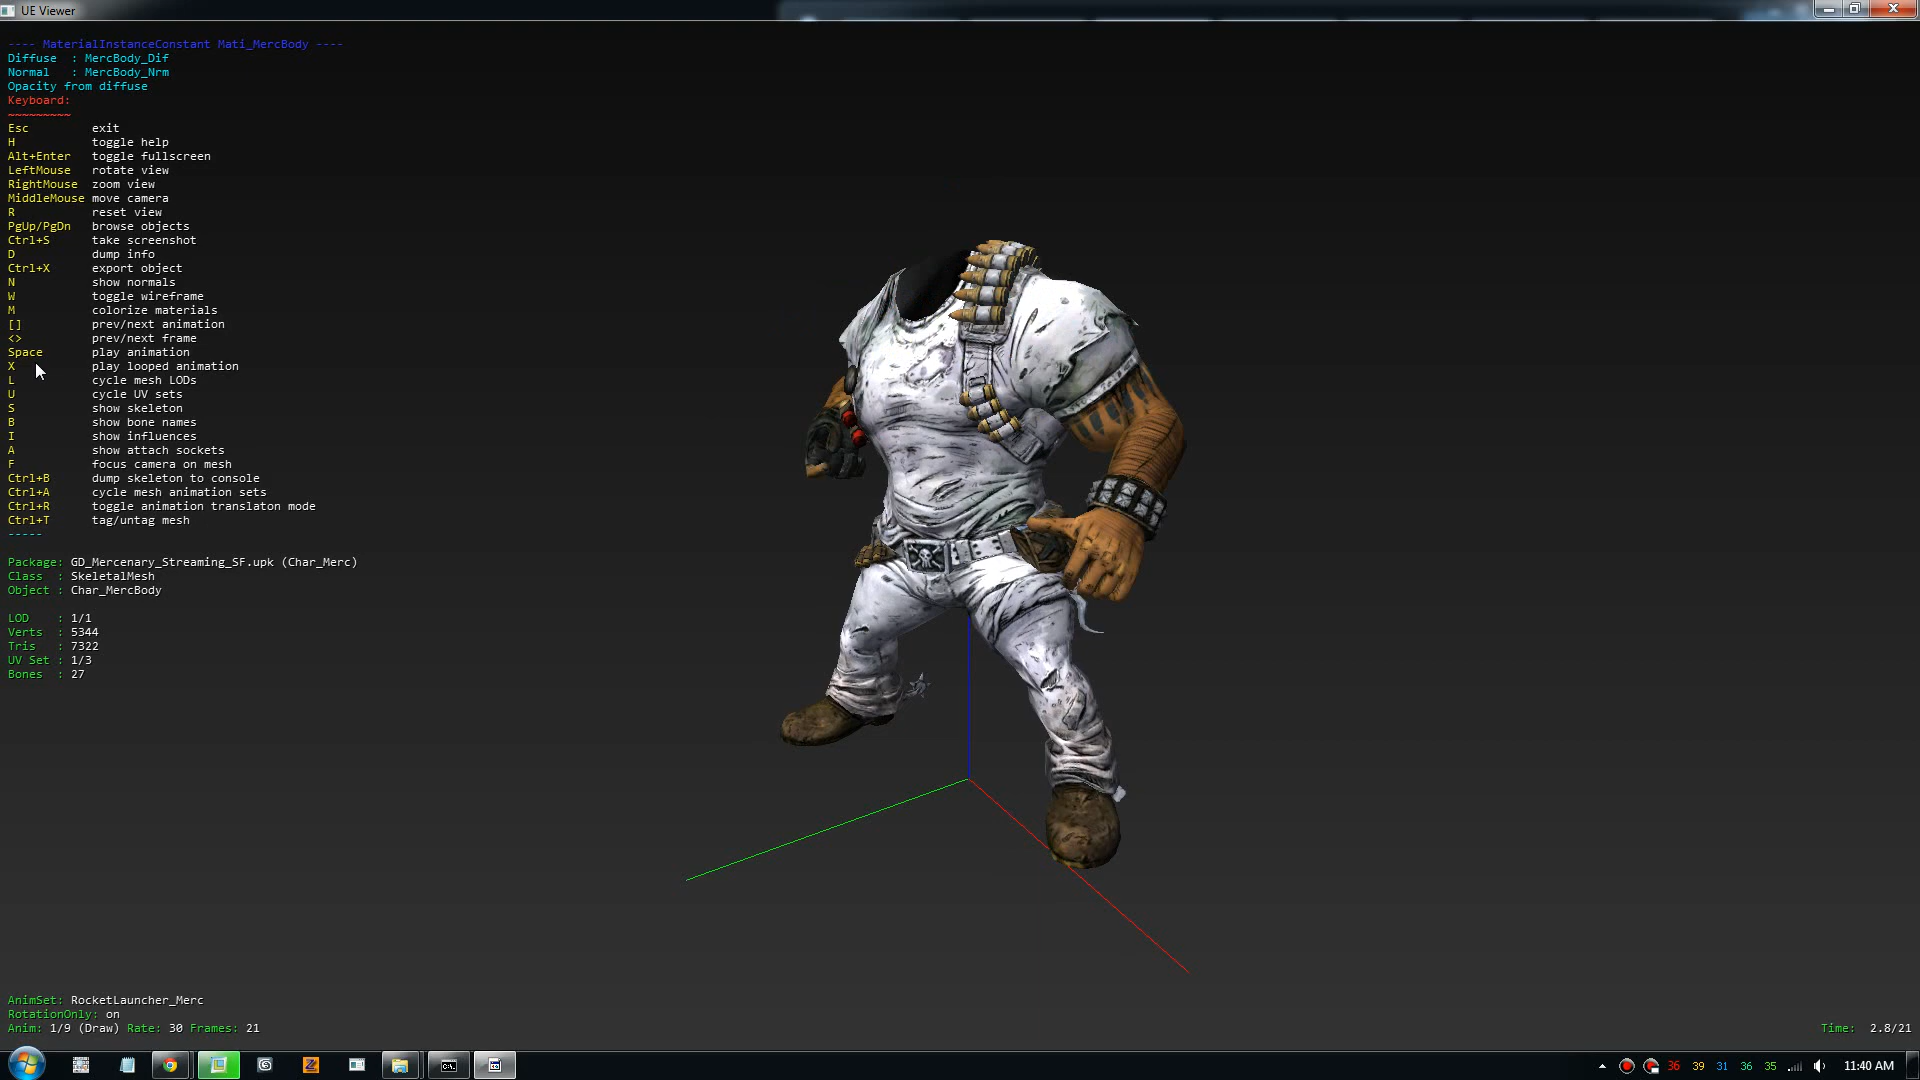 UE Viewer
---- MaterialInstanceConstant Mati_MercBody ----
Diffuse : MercBody_Dif
Normal : MercBody_Nrm
Opacity from diffuse
Keyboard:
~~~~~~~~~
Esc exit
H toggle help
Alt+Enter toggle fullscreen
LeftMouse rotate view
RightMouse zoom view
MiddleMouse move camera
R reset view
PgUp/PgDn browse objects
Ctrl+S take screenshot
D dump info
Ctrl+X export object
N show normals
W toggle wireframe
M colorize materials
[] prev/next animation
<> prev/next frame
Space play animation
X play looped animation
L cycle mesh LODs
U cycle UV sets
S show skeleton
B show bone names
I show influences
A show attach sockets
F focus camera on mesh
Ctrl+B dump skeleton to console
Ctrl+A cycle mesh animation sets
Ctrl+R toggle animation translaton mode
Ctrl+T tag/untag mesh
-----
Package: GD_Mercenary_Streaming_SF.upk (Char_Merc)
Class : SkeletalMesh
Object : Char_MercBody
LOD : 1/1
Verts : 5344
Tris : 7322
UV Set : 1/3
Bones : 27
AnimSet: RocketLauncher_Merc
RotationOnly: on
Anim: 1/9 (Draw) Rate: 30 Frames: 21
Time: 2.8/21
36 39 31 36 35 11:40 AM